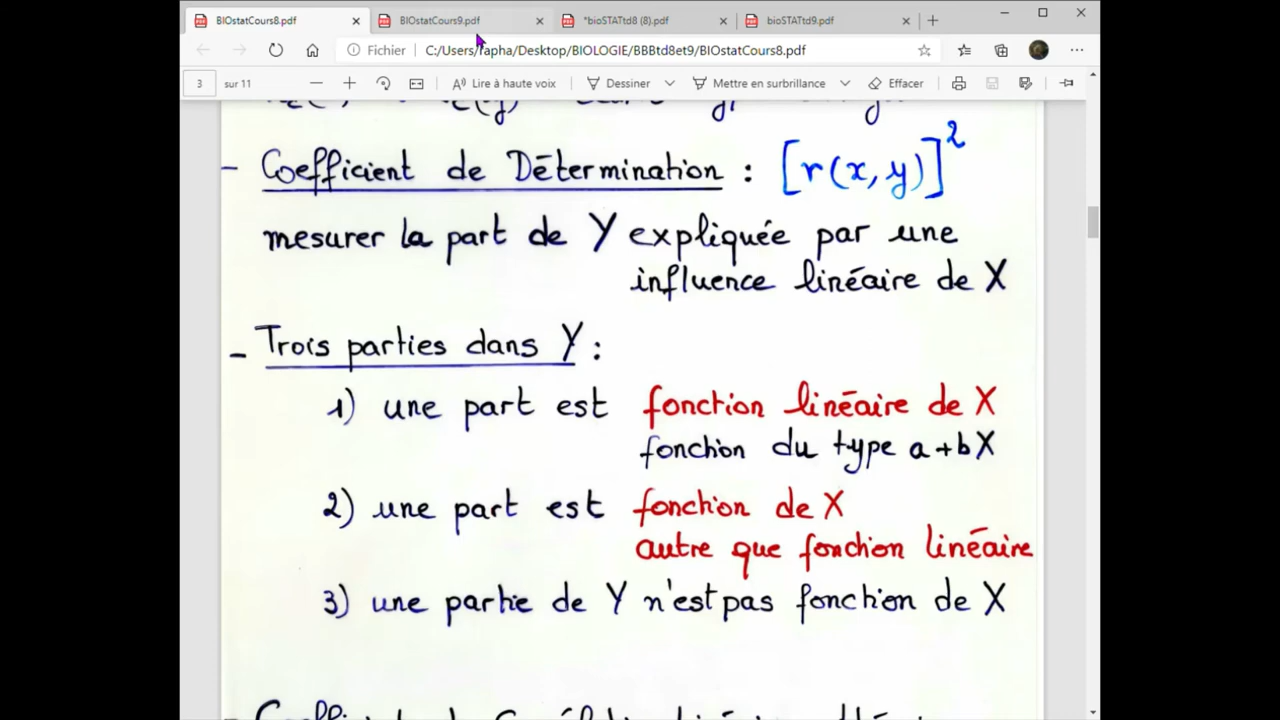 BIOstatCours8.pdf
BIOstatCours9.pdf
*bioSTATtd8 (8).pdf
bioSTATtd9.pdf
Fichier
C:/Users/rapha/Desktop/BIOLOGIE/BBBtd8et9/BIOstatCours8.pdf
3 sur 11
Lire à haute voix
Dessiner
Mettre en surbrillance
Effacer
- Coefficient de Détermination : [r(x,y)]²
mesurer la part de Y expliquée par une
influence linéaire de X
- Trois parties dans Y :
1) une part est fonction linéaire de X
fonction du type a+bX
2) une part est fonction de X
autre que fonction linéaire
3) une partie de Y n'est pas fonction de X